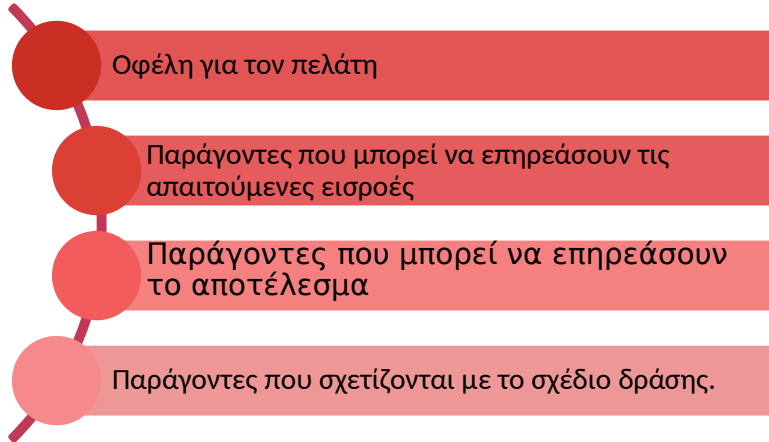 Οφέλη για τον πελάτη
Παράγοντες που μπορεί να επηρεάσουν τις
απαιτούμενες εισροές
Παράγοντες που μπορεί να επηρεάσουν
το αποτέλεσμα
Παράγοντες που σχετίζονται με το σχέδιο δράσης.